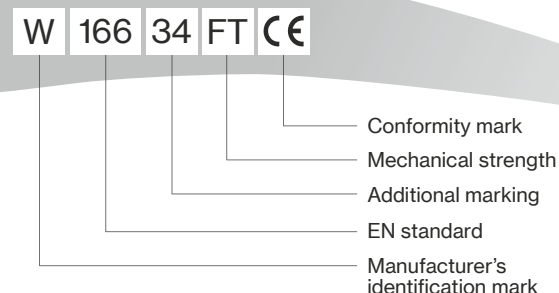 W 166 34 FT CE
Conformity mark
Mechanical strength
Additional marking
EN standard
Manufacturer's
identification mark